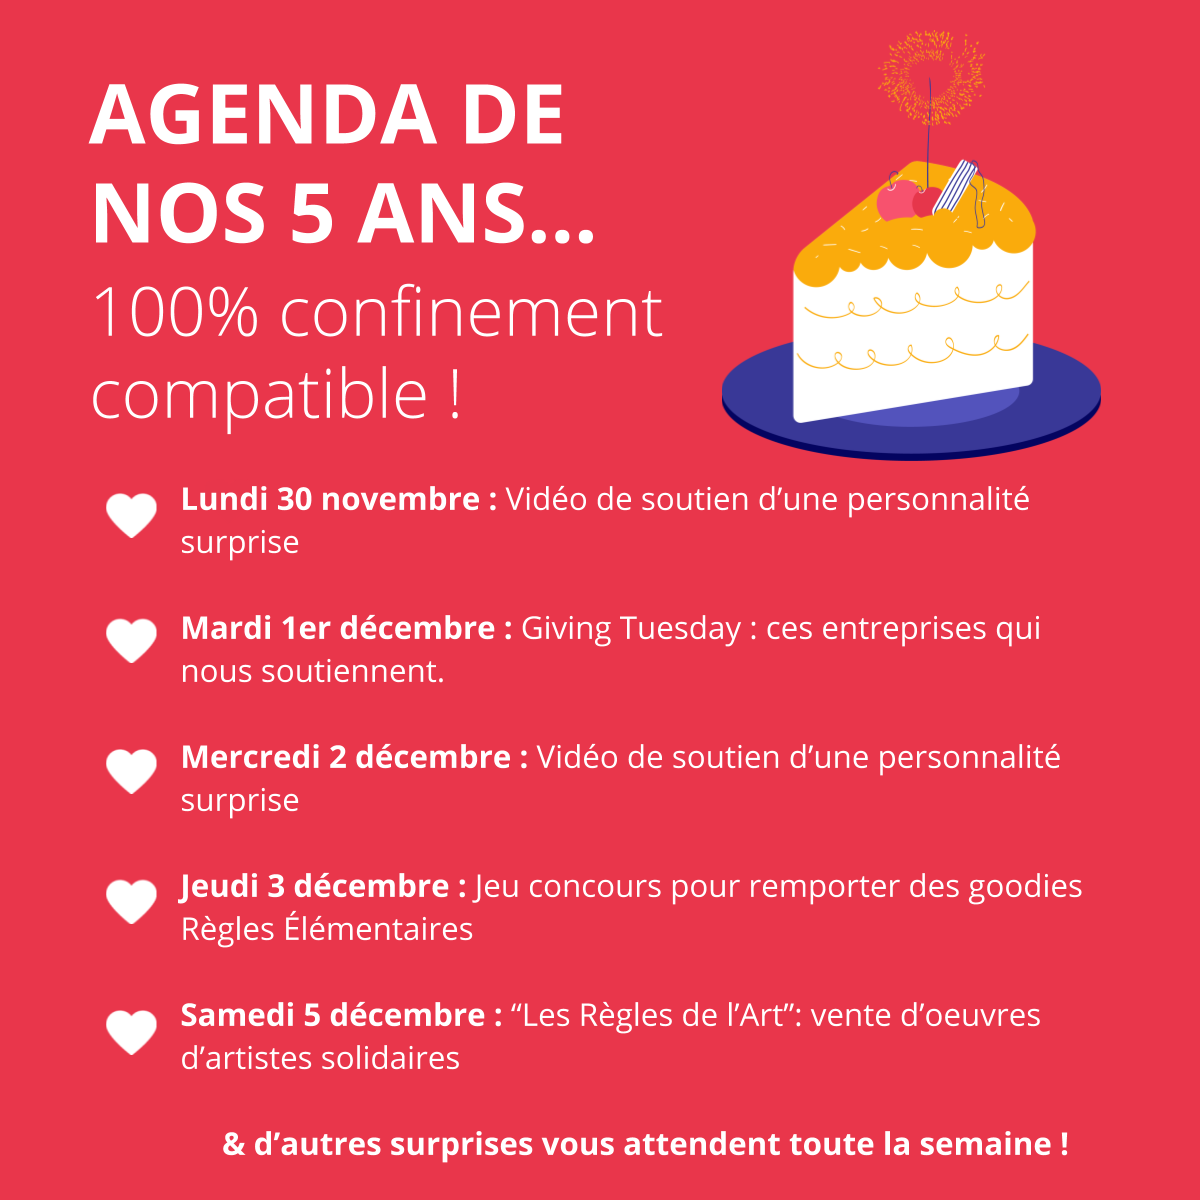 AGENDA DE
NOS 5 ANS...
100% confinement
compatible !
Lundi 30 novembre : Vidéo de soutien d’une personnalité
surprise
Mardi 1er décembre : Giving Tuesday : ces entreprises qui
nous soutiennent.
Mercredi 2 décembre : Vidéo de soutien d’une personnalité
surprise
Jeudi 3 décembre : Jeu concours pour remporter des goodies
Règles Élémentaires
Samedi 5 décembre : “Les Règles de l’Art”: vente d’oeuvres
d’artistes solidaires
& d’autres surprises vous attendent toute la semaine !